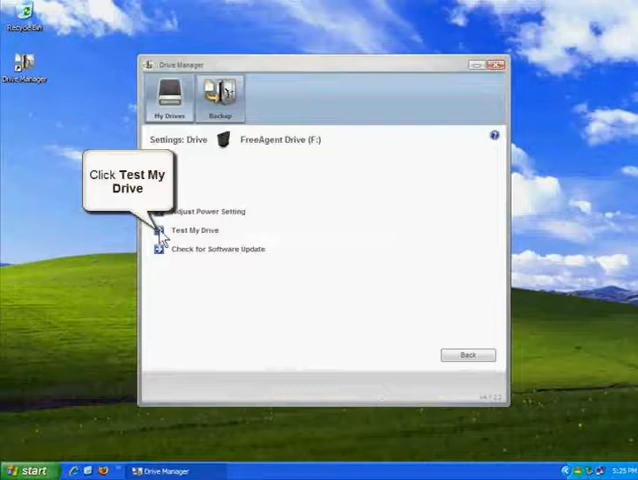 Recycle Bin
Drive Manager
Drive Manager
My Drives
Backup
Settings: Drive
FreeAgent Drive (F:)
Click Test My
Drive
Adjust Power Setting
Test My Drive
Check for Software Update
Back
start
Drive Manager
5:25 PM